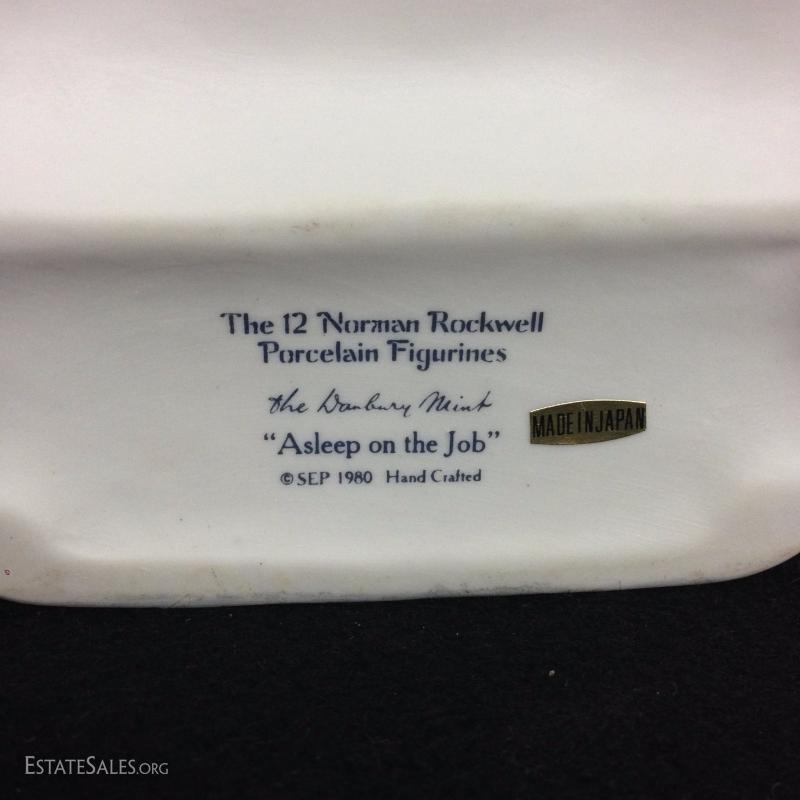 The 12 Norman Rockwell
Porcelain Figurines
the Danbury Mint
“Asleep on the Job”
MADE IN JAPAN
© SEP 1980 Hand Crafted
ESTATESALES.ORG